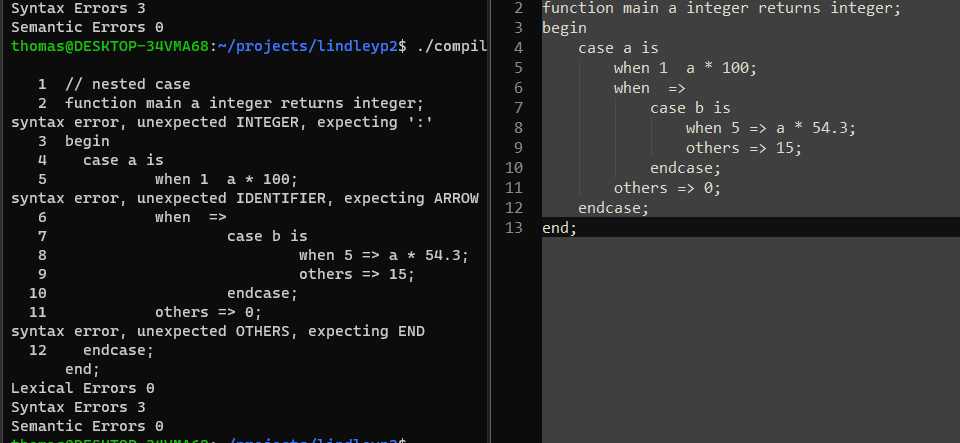 Syntax Errors 3
Semantic Errors 0
thomas@DESKTOP-34VMA68:~/projects/lindleyp2$ ./compil
1 // nested case
2 function main a integer returns integer;
syntax error, unexpected INTEGER, expecting ':'
3 begin
4 case a is
5 when 1 a * 100;
syntax error, unexpected IDENTIFIER, expecting ARROW
6 when =>
7 case b is
8 when 5 => a * 54.3;
9 others => 15;
10 endcase;
11 others => 0;
syntax error, unexpected OTHERS, expecting END
12 endcase;
end;
Lexical Errors 0
Syntax Errors 3
Semantic Errors 0
thomas@DESKTOP-34VMA68:~/projects/lindleyp2$
2 function main a integer returns integer;
3 begin
4 case a is
5 when 1 a * 100;
6 when =>
7 case b is
8 when 5 => a * 54.3;
9 others => 15;
10 endcase;
11 others => 0;
12 endcase;
13 end;